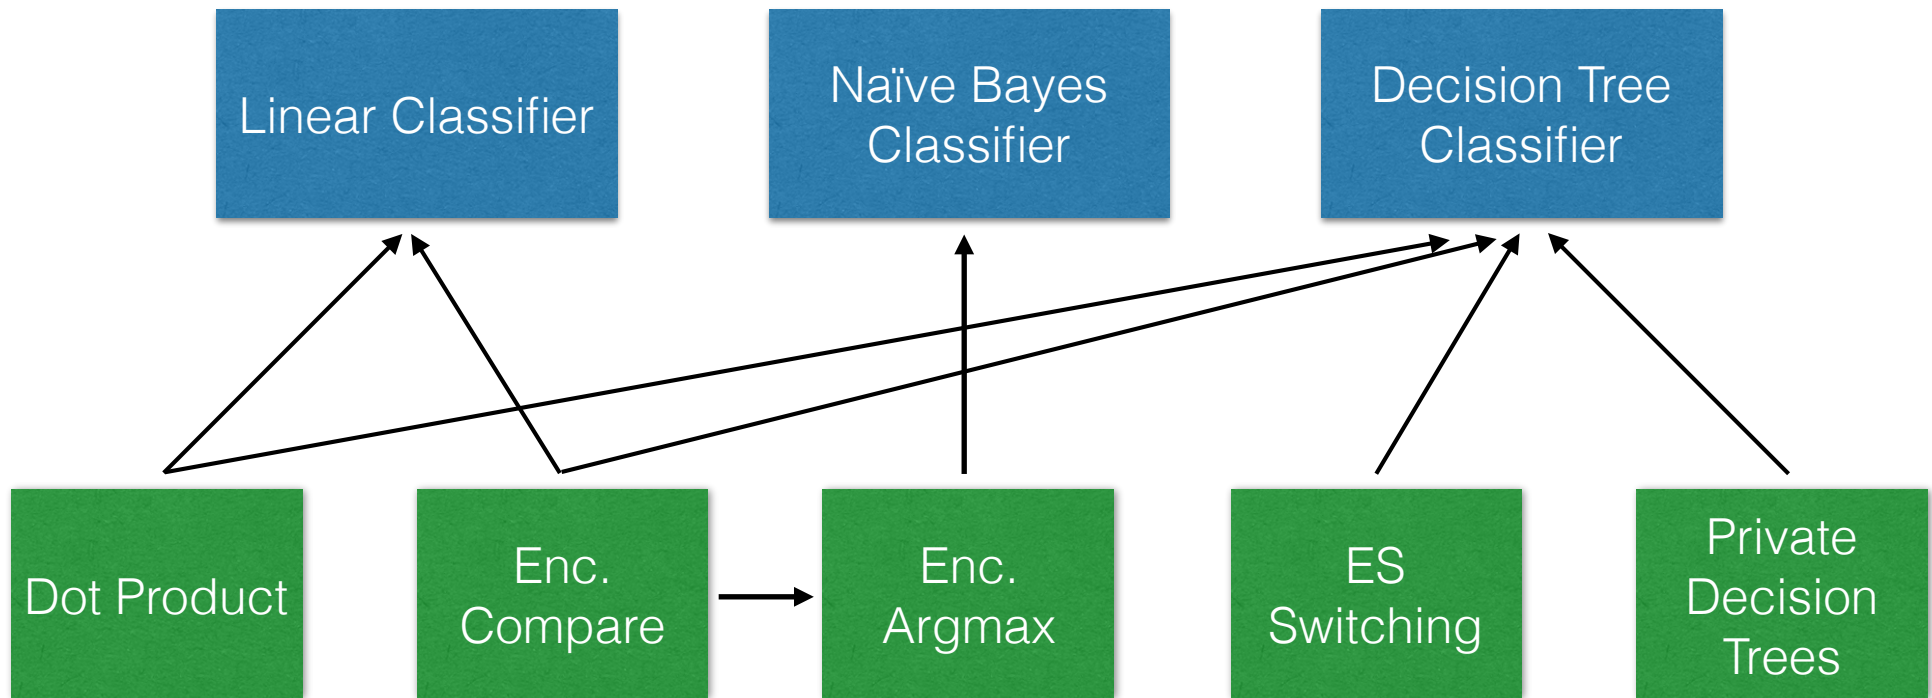 Linear Classifier
Naïve Bayes
Classifier
Decision Tree
Classifier
Dot Product
Enc.
Compare
Enc.
Argmax
ES
Switching
Private
Decision
Trees